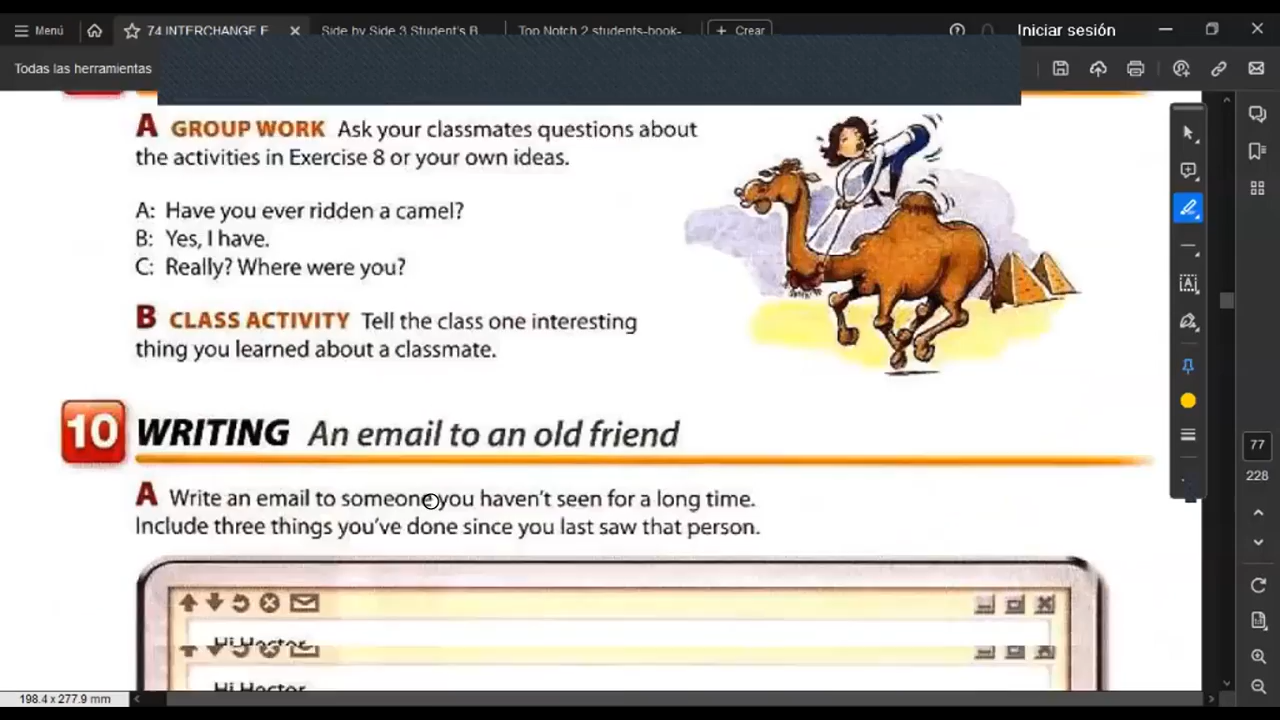 Menú
74 INTERCHANGE F
Side by Side 3 Student's B
Top Notch 2 students-book-
Crear
Iniciar sesión
Todas las herramientas
A GROUP WORK Ask your classmates questions about
the activities in Exercise 8 or your own ideas.
A: Have you ever ridden a camel?
B: Yes, I have.
C: Really? Where were you?
B CLASS ACTIVITY Tell the class one interesting
thing you learned about a classmate.
10 WRITING An email to an old friend
A Write an email to someone you haven't seen for a long time.
Include three things you've done since you last saw that person.
Hi Hector
Hi Hector
77
228
198.4 x 277.9 mm